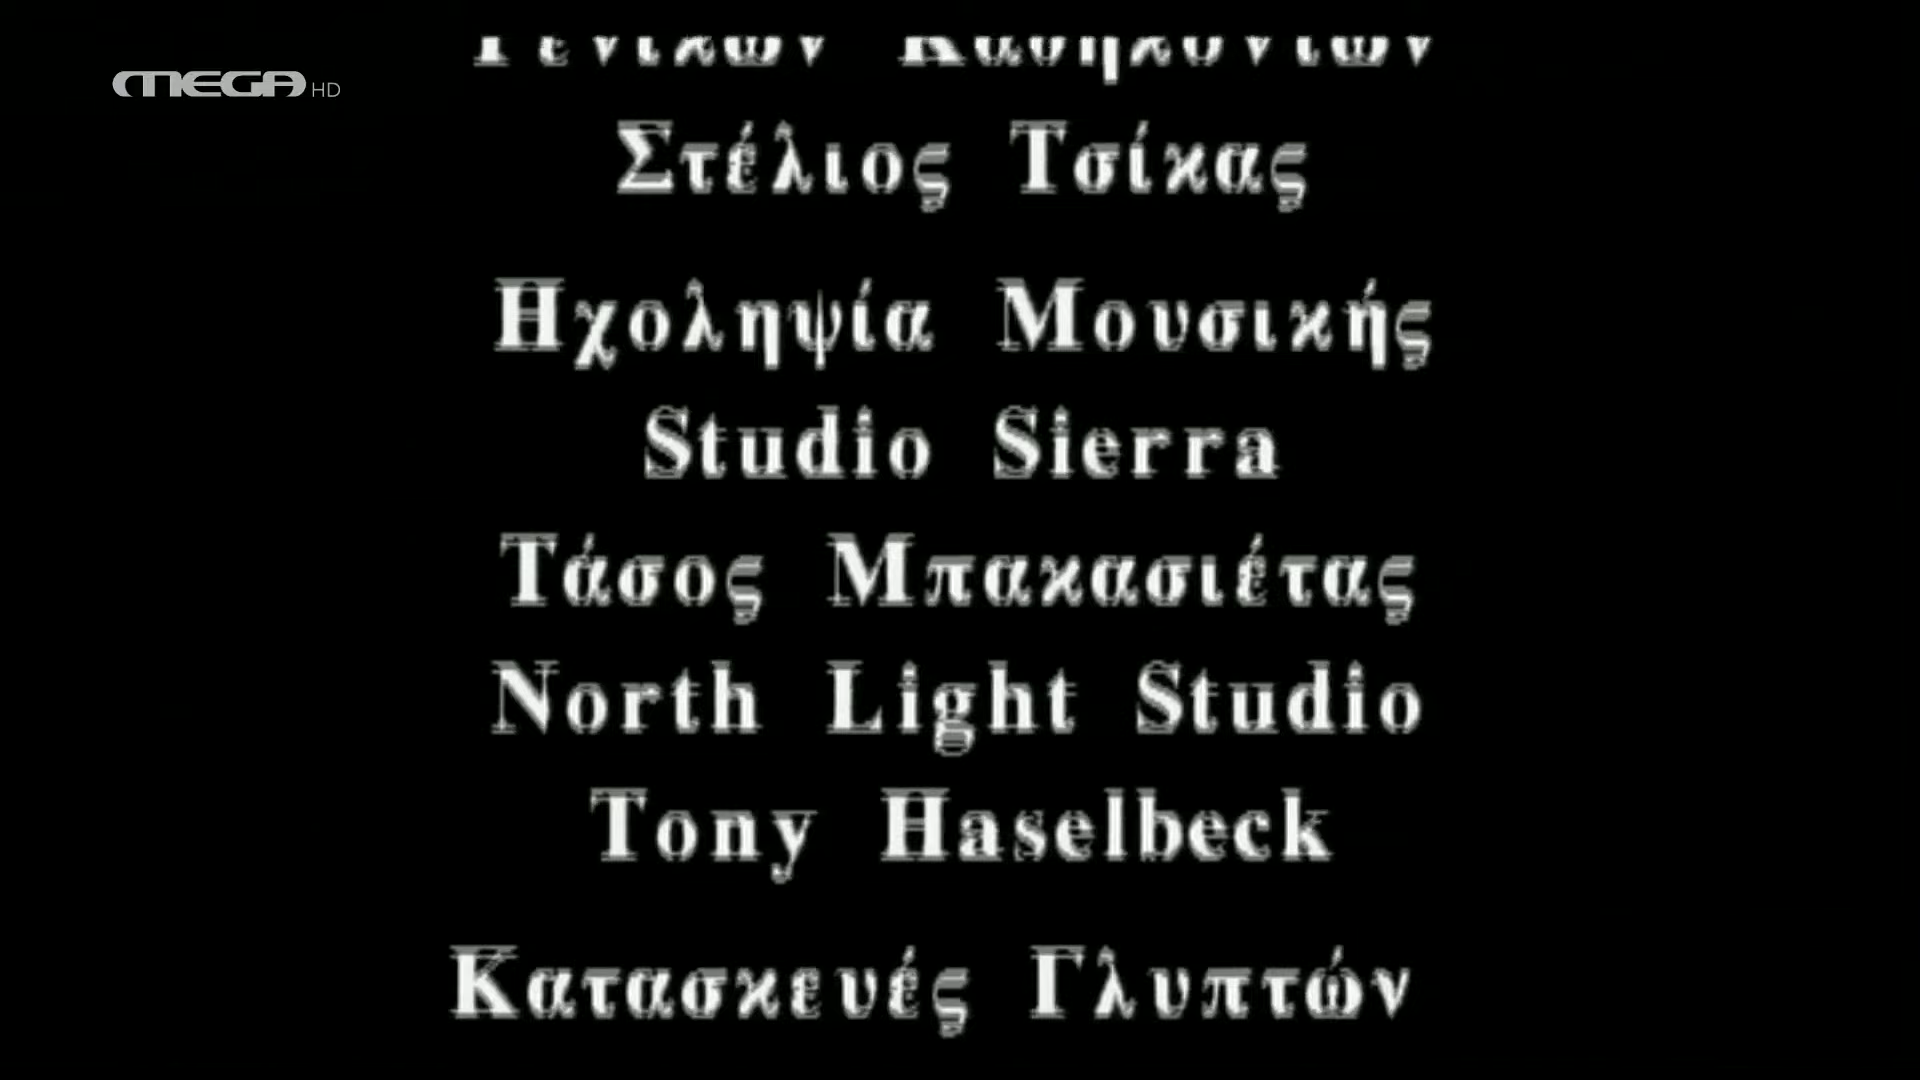 MEGA HD
Στέλιος Τσίκας
Ηχοληψία Μουσικής
Studio Sierra
Τάσος Μπακασιέτας
North Light Studio
Tony Haselbeck
Κατασκευές Γλυπτών